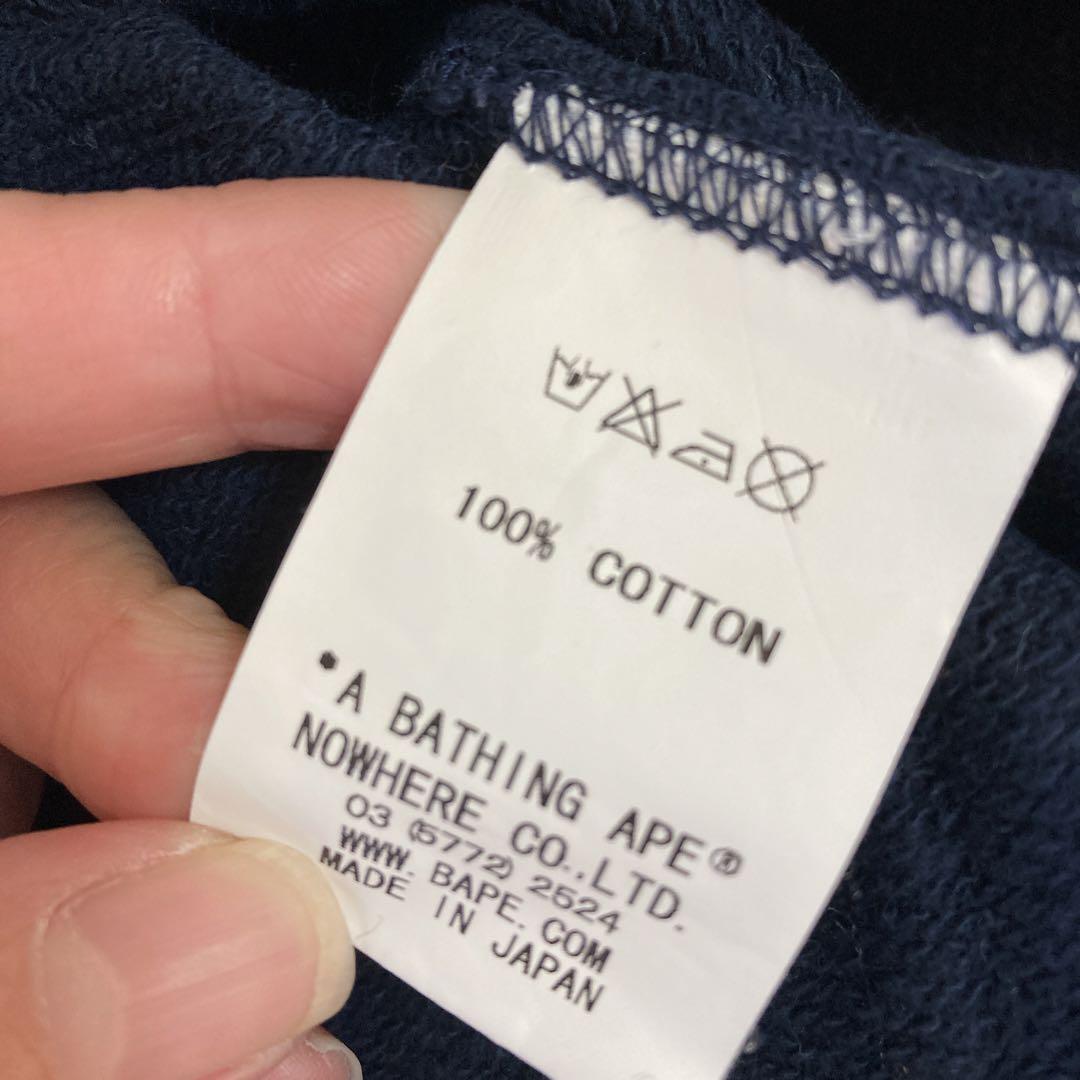 100% COTTON
*A BATHING APE®
NOWHERE CO.,LTD.
03 (5772) 2524
WWW.BAPE.COM
MADE IN JAPAN